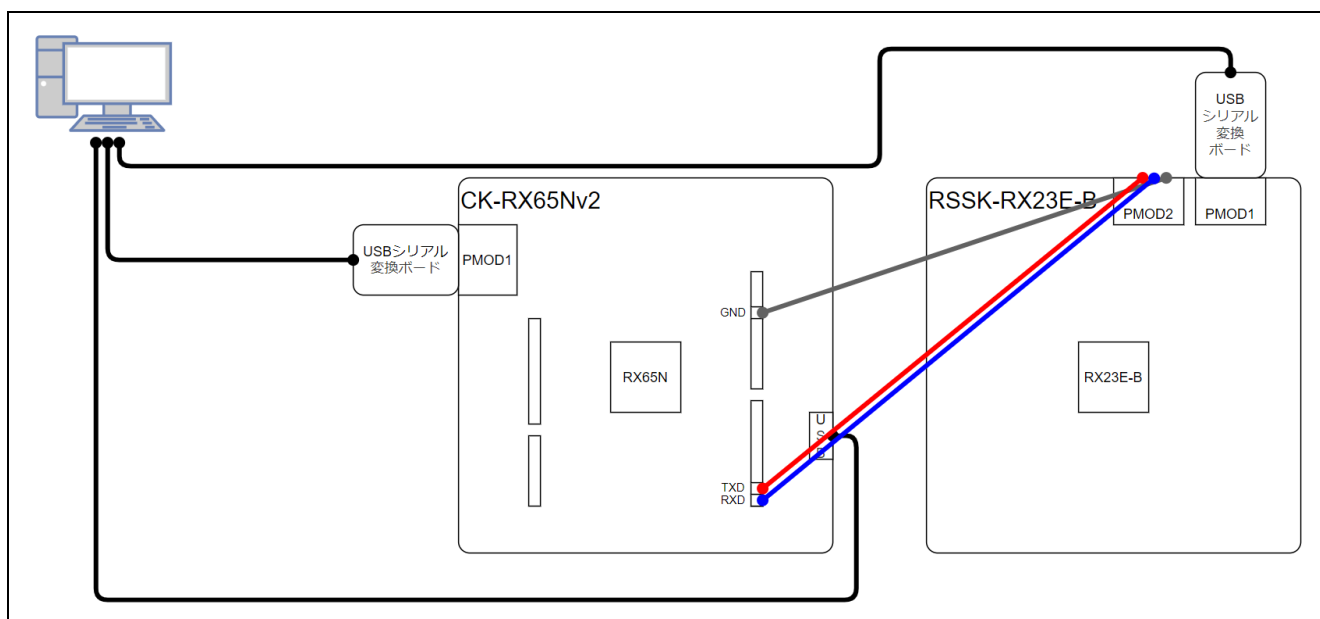 USB
シリアル
変換
ボード
CK-RX65Nv2
RSSK-RX23E-B
PMOD2
PMOD1
USBシリアル
変換ボード
PMOD1
GND
RX65N
RX23E-B
U
S
B
TXD
RXD